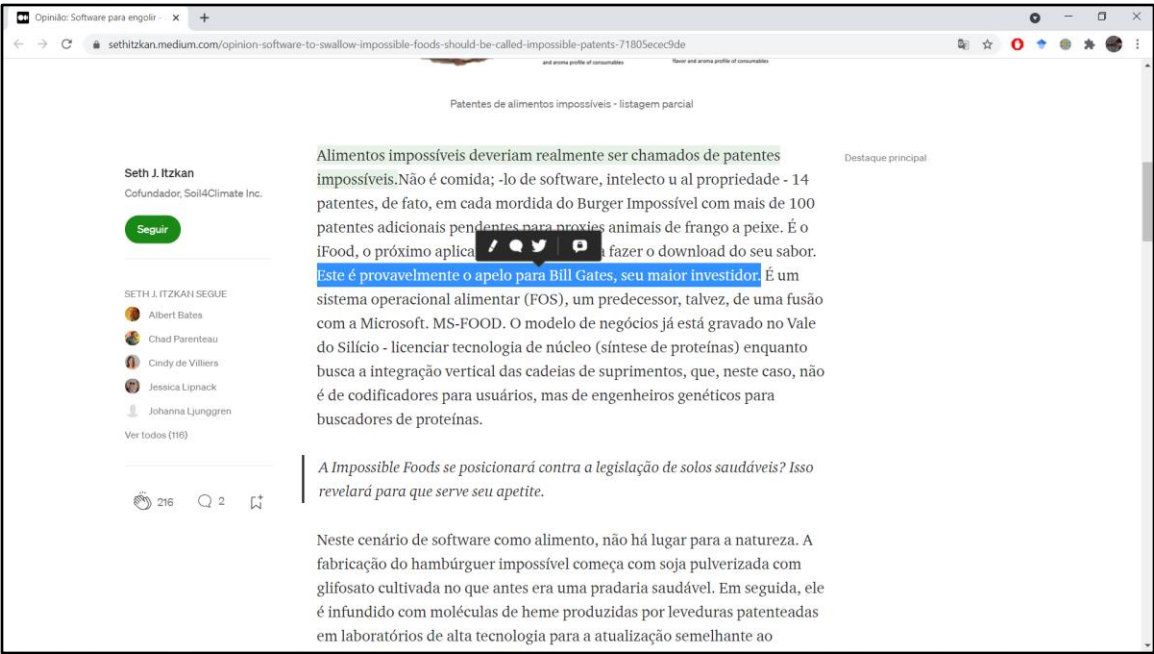 Opinião: Software para engolir -
sethitzkan.medium.com/opinion-software-to-swallow-impossible-foods-should-be-called-impossible-patents-71805ecec9de
and aroma profile of consumables
flavor and aroma profile of consumables
Patentes de alimentos impossíveis - listagem parcial
Seth J. Itzkan
Cofundador, Soil4Climate Inc.
Seguir
SETH J. ITZKAN SEGUE
Albert Bates
Chad Parenteau
Cindy de Villiers
Jessica Lipnack
Johanna Ljunggren
Ver todos (116)
216
2
Alimentos impossíveis deveriam realmente ser chamados de patentes
impossíveis.Não é comida; -lo de software, intelecto u al propriedade - 14
patentes, de fato, em cada mordida do Burger Impossível com mais de 100
patentes adicionais pendentes para proxies animais de frango a peixe. É o
iFood, o próximo aplica fazer o download do seu sabor.
Este é provavelmente o apelo para Bill Gates, seu maior investidor. É um
sistema operacional alimentar (FOS), um predecessor, talvez, de uma fusão
com a Microsoft. MS-FOOD. O modelo de negócios já está gravado no Vale
do Silício - licenciar tecnologia de núcleo (síntese de proteínas) enquanto
busca a integração vertical das cadeias de suprimentos, que, neste caso, não
é de codificadores para usuários, mas de engenheiros genéticos para
buscadores de proteínas.
A Impossible Foods se posicionará contra a legislação de solos saudáveis? Isso
revelará para que serve seu apetite.
Neste cenário de software como alimento, não há lugar para a natureza. A
fabricação do hambúrguer impossível começa com soja pulverizada com
glifosato cultivada no que antes era uma pradaria saudável. Em seguida, ele
é infundido com moléculas de heme produzidas por leveduras patenteadas
em laboratórios de alta tecnologia para a atualização semelhante ao
Destaque principal